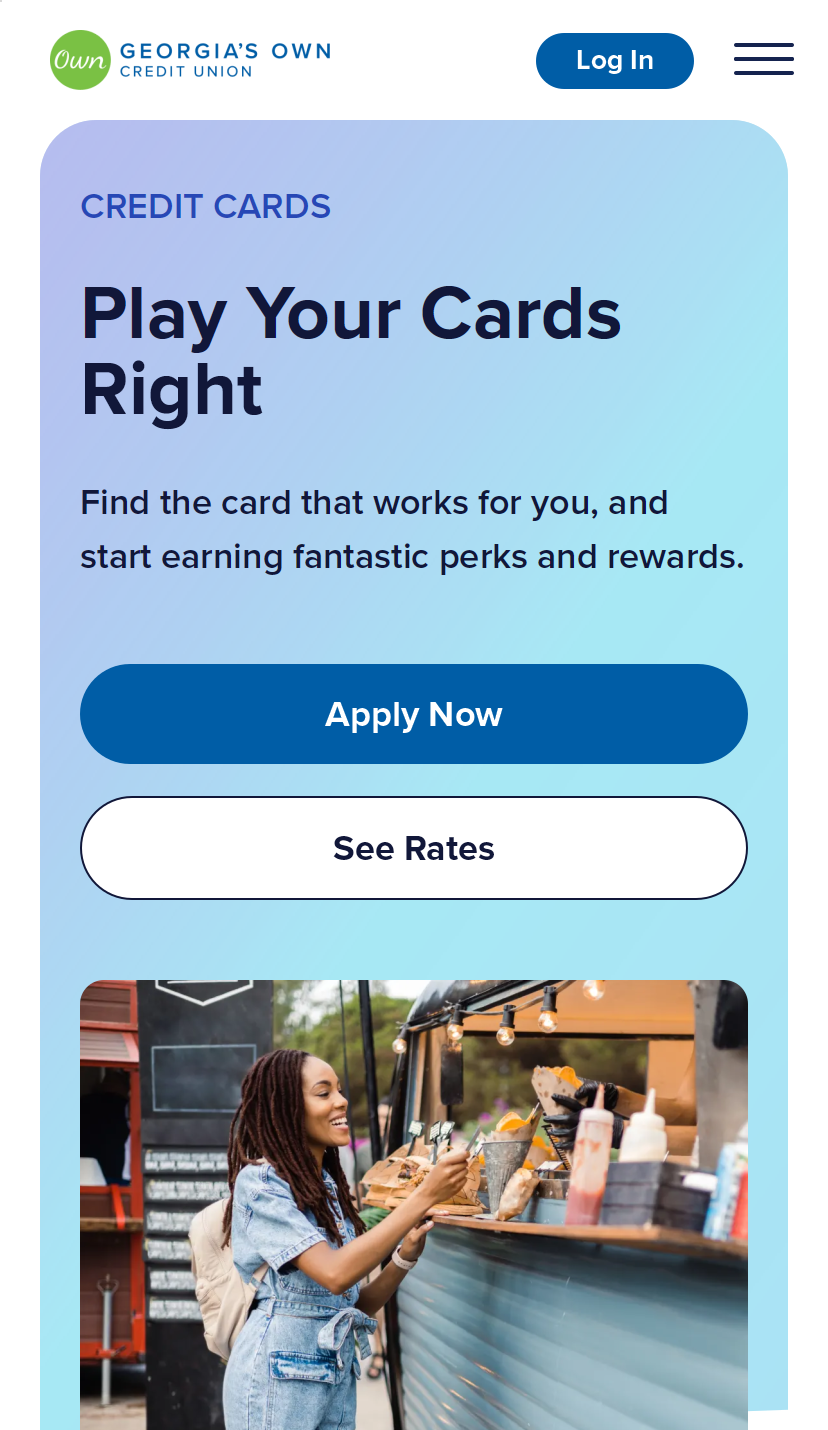 Own
GEORGIA'S OWN
CREDIT UNION
Log In
CREDIT CARDS
Play Your Cards
Right
Find the card that works for you, and
start earning fantastic perks and rewards.
Apply Now
See Rates